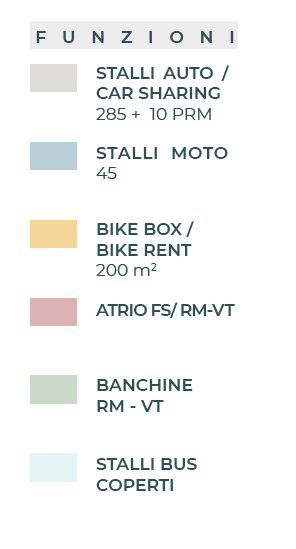 FUNZIONI
STALLI AUTO /
CAR SHARING
285 + 10 PRM
STALLI MOTO
45
BIKE BOX /
BIKE RENT
200 m²
ATRIO FS/ RM-VT
BANCHINE
RM - VT
STALLI BUS
COPERTI